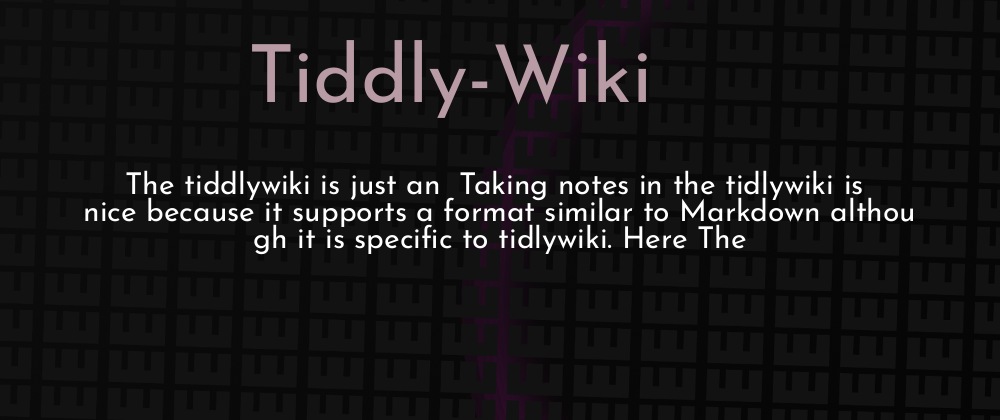 Tiddly-Wiki
The tiddlywiki is just an  Taking notes in the tidlywiki is
nice because it supports a format similar to Markdown althou
gh it is specific to tidlywiki. Here The